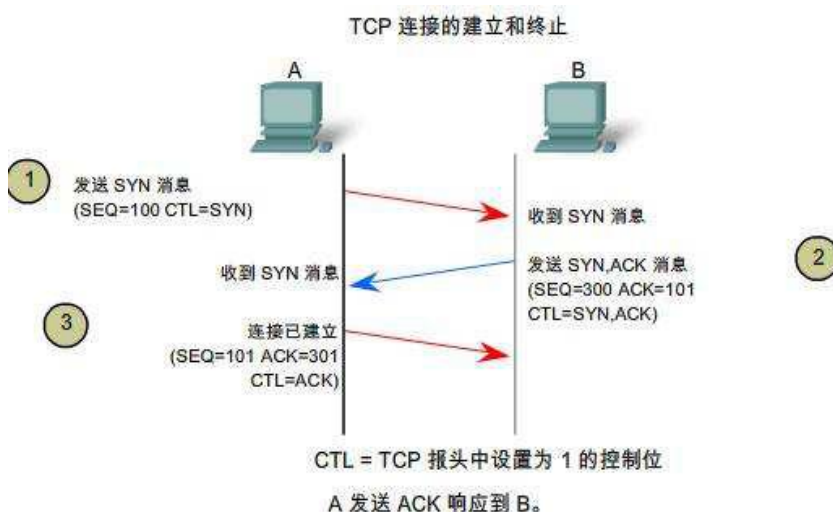 TCP 连接的建立和终止
A
B
1
发送 SYN 消息
(SEQ=100 CTL=SYN)
收到 SYN 消息
发送 SYN,ACK 消息
(SEQ=300 ACK=101
CTL=SYN,ACK)
2
收到 SYN 消息
3
连接已建立
(SEQ=101 ACK=301
CTL=ACK)
CTL = TCP 报头中设置为 1 的控制位
A 发送 ACK 响应到 B。